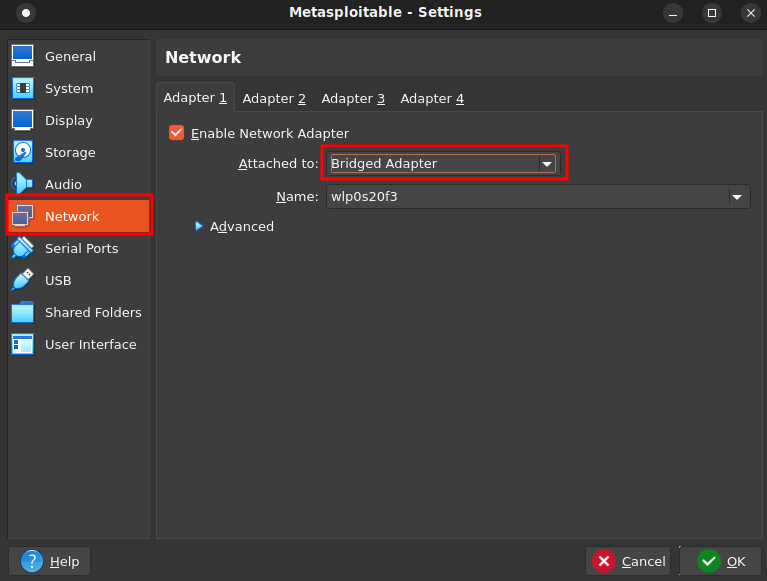 Metasploitable - Settings
General
System
Display
Storage
Audio
Network
Serial Ports
USB
Shared Folders
User Interface
Network
Adapter 1 Adapter 2 Adapter 3 Adapter 4
Enable Network Adapter
Attached to: Bridged Adapter
Name: wlp0s20f3
Advanced
? Help
Cancel
OK